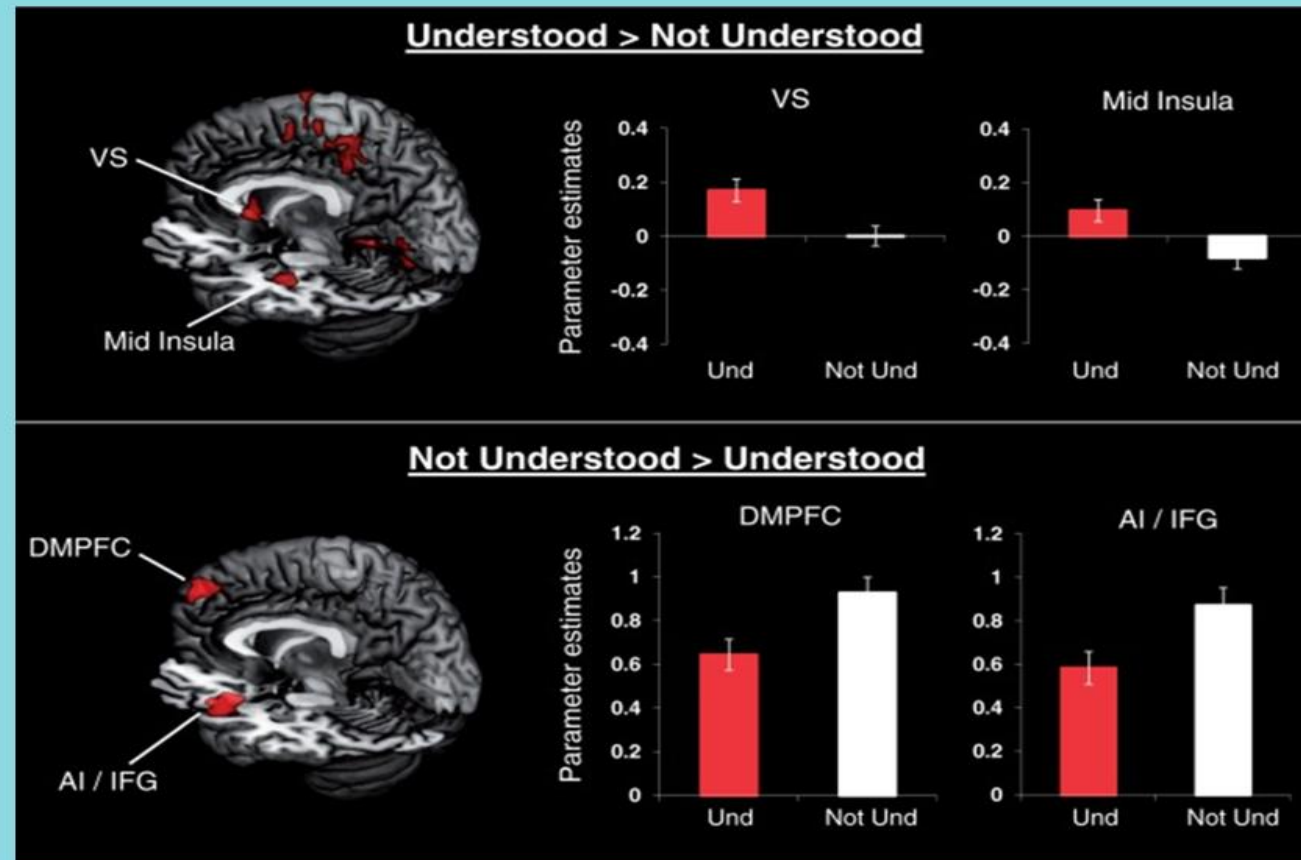 Understood > Not Understood
VS
Mid Insula
VS
Parameter estimates
0.4
0.2
0
-0.2
-0.4
Und Not Und
Mid Insula
0.4
0.2
0
-0.2
-0.4
Und Not Und
Not Understood > Understood
DMPFC
AI / IFG
DMPFC
Parameter estimates
1.2
1
0.8
0.6
0.4
0.2
0
Und Not Und
AI / IFG
1.2
1
0.8
0.6
0.4
0.2
0
Und Not Und